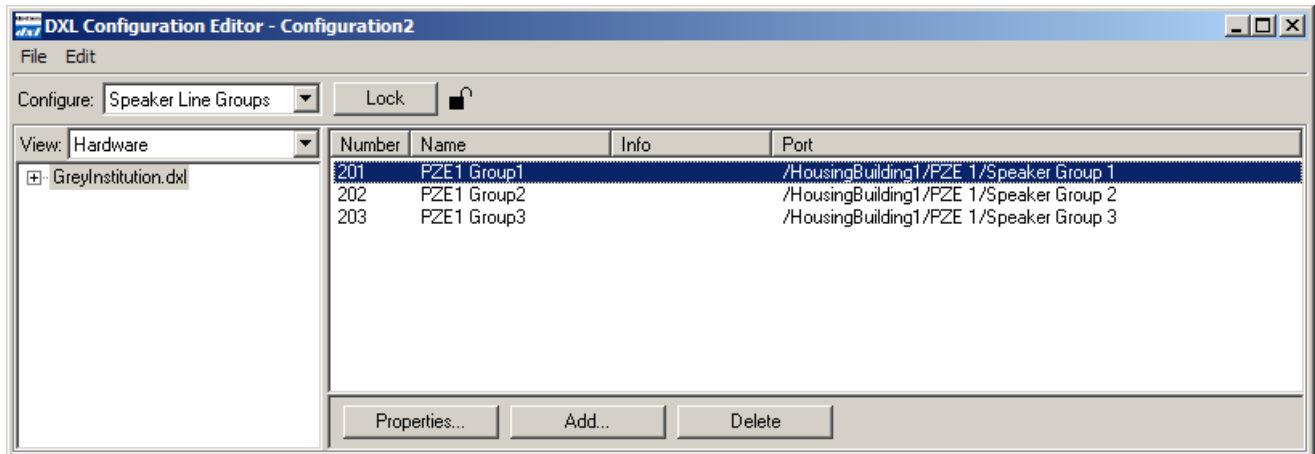 DXL Configuration Editor - Configuration2
File Edit
Configure: Speaker Line Groups Lock
View: Hardware
GreyInstitution.dxl
Number Name Info Port
201 PZE1 Group1 /HousingBuilding1/PZE 1/Speaker Group 1
202 PZE1 Group2 /HousingBuilding1/PZE 1/Speaker Group 2
203 PZE1 Group3 /HousingBuilding1/PZE 1/Speaker Group 3
Properties... Add... Delete